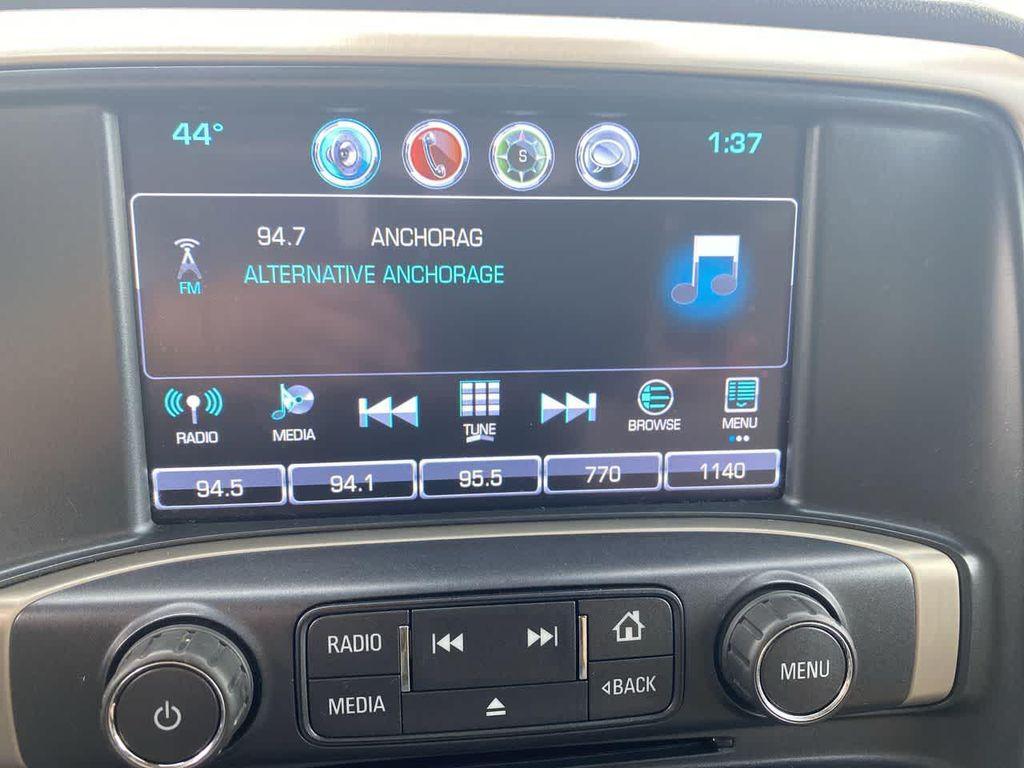 44° S 1:37
94.7 ANCHORAG
ALTERNATIVE ANCHORAGE
FM
RADIO MEDIA TUNE BROWSE MENU
94.5 94.1 95.5 770 1140
RADIO
MEDIA
BACK
MENU